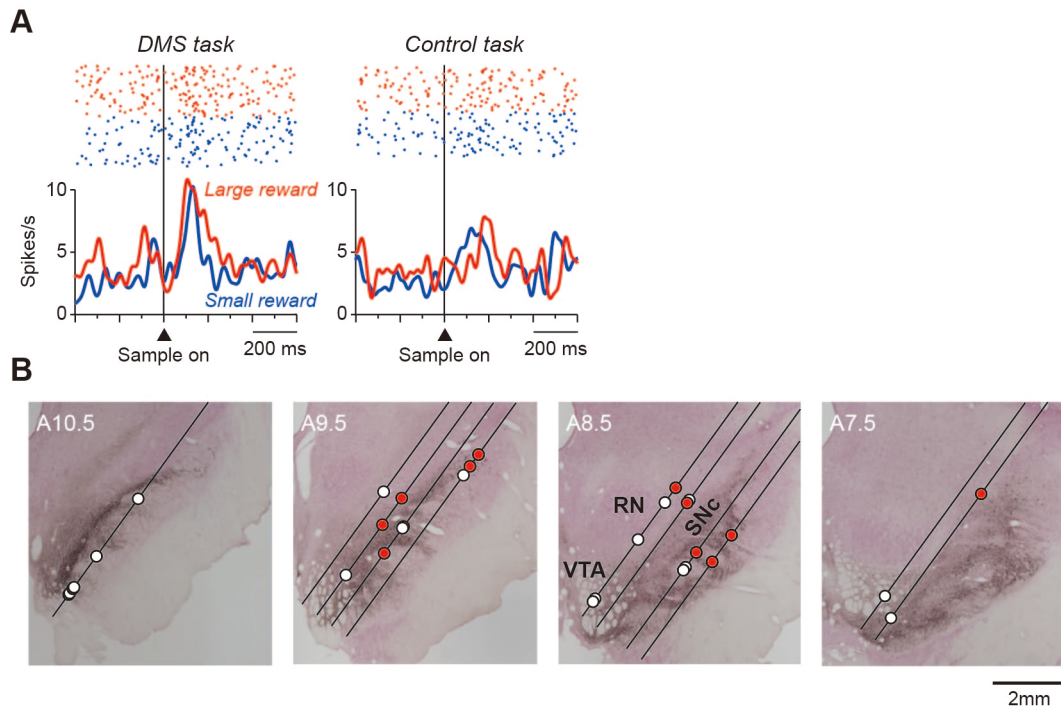 A
DMS task
Control task
Spikes/s
10
5
0
Large reward
Small reward
Sample on
200 ms
10
5
0
Sample on
200 ms
B
A10.5
A9.5
A8.5
RN
SNc
VTA
A7.5
2mm